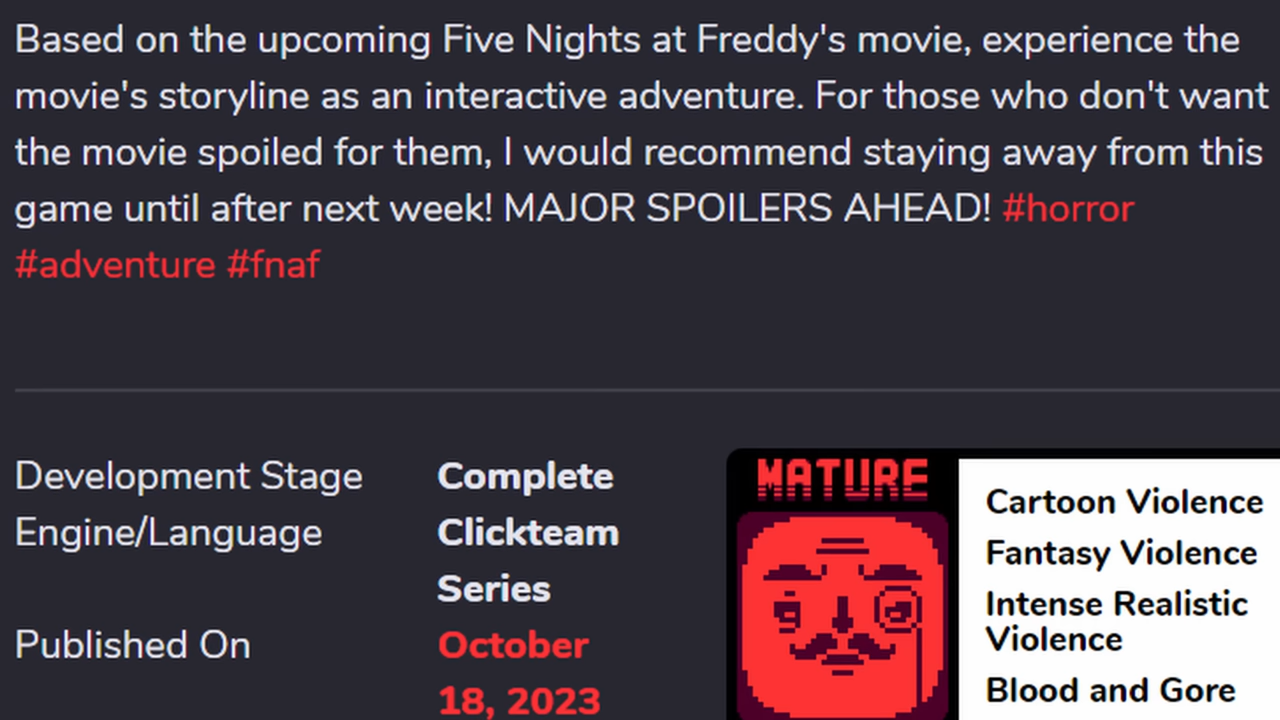 Based on the upcoming Five Nights at Freddy's movie, experience the
movie's storyline as an interactive adventure. For those who don't want
the movie spoiled for them, I would recommend staying away from this
game until after next week! MAJOR SPOILERS AHEAD! #horror
#adventure #fnaf
Development Stage Complete
Engine/Language Clickteam
Series
Published On October
18, 2023
MATURE
Cartoon Violence
Fantasy Violence
Intense Realistic
Violence
Blood and Gore